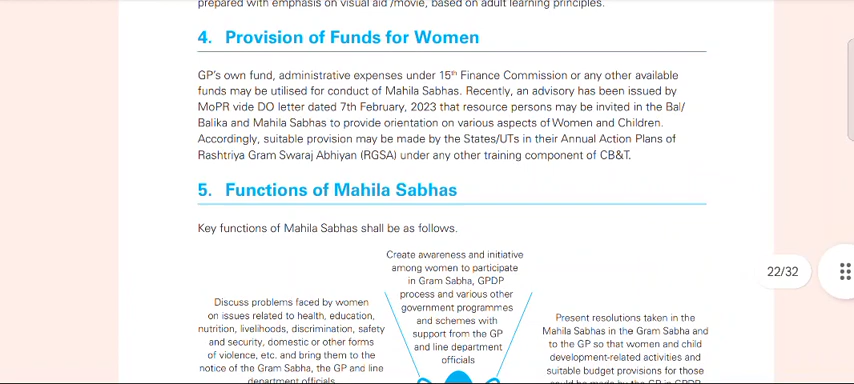 prepared with emphasis on visual aid /movie, based on adult learning principles.
4. Provision of Funds for Women
GP's own fund, administrative expenses under 15th Finance Commission or any other available
funds may be utilised for conduct of Mahila Sabhas. Recently, an advisory has been issued by
MoPR vide DO letter dated 7th February, 2023 that resource persons may be invited in the Bal/
Balika and Mahila Sabhas to provide orientation on various aspects of Women and Children.
Accordingly, suitable provision may be made by the States/UTs in their Annual Action Plans of
Rashtriya Gram Swaraj Abhiyan (RGSA) under any other training component of CB&T.
5. Functions of Mahila Sabhas
Key functions of Mahila Sabhas shall be as follows.
Create awareness and initiative
among women to participate
in Gram Sabha, GPDP
process and various other
government programmes
and schemes with
support from the GP
and line department
officials
Discuss problems faced by women
on issues related to health, education,
nutrition, livelihoods, discrimination, safety
and security, domestic or other forms
of violence, etc. and bring them to the
notice of the Gram Sabha, the GP and line
department officials
Present resolutions taken in the
Mahila Sabhas in the Gram Sabha and
to the GP so that women and child
development-related activities and
suitable budget provisions for those
could be made by the GP in GPDP
22/32